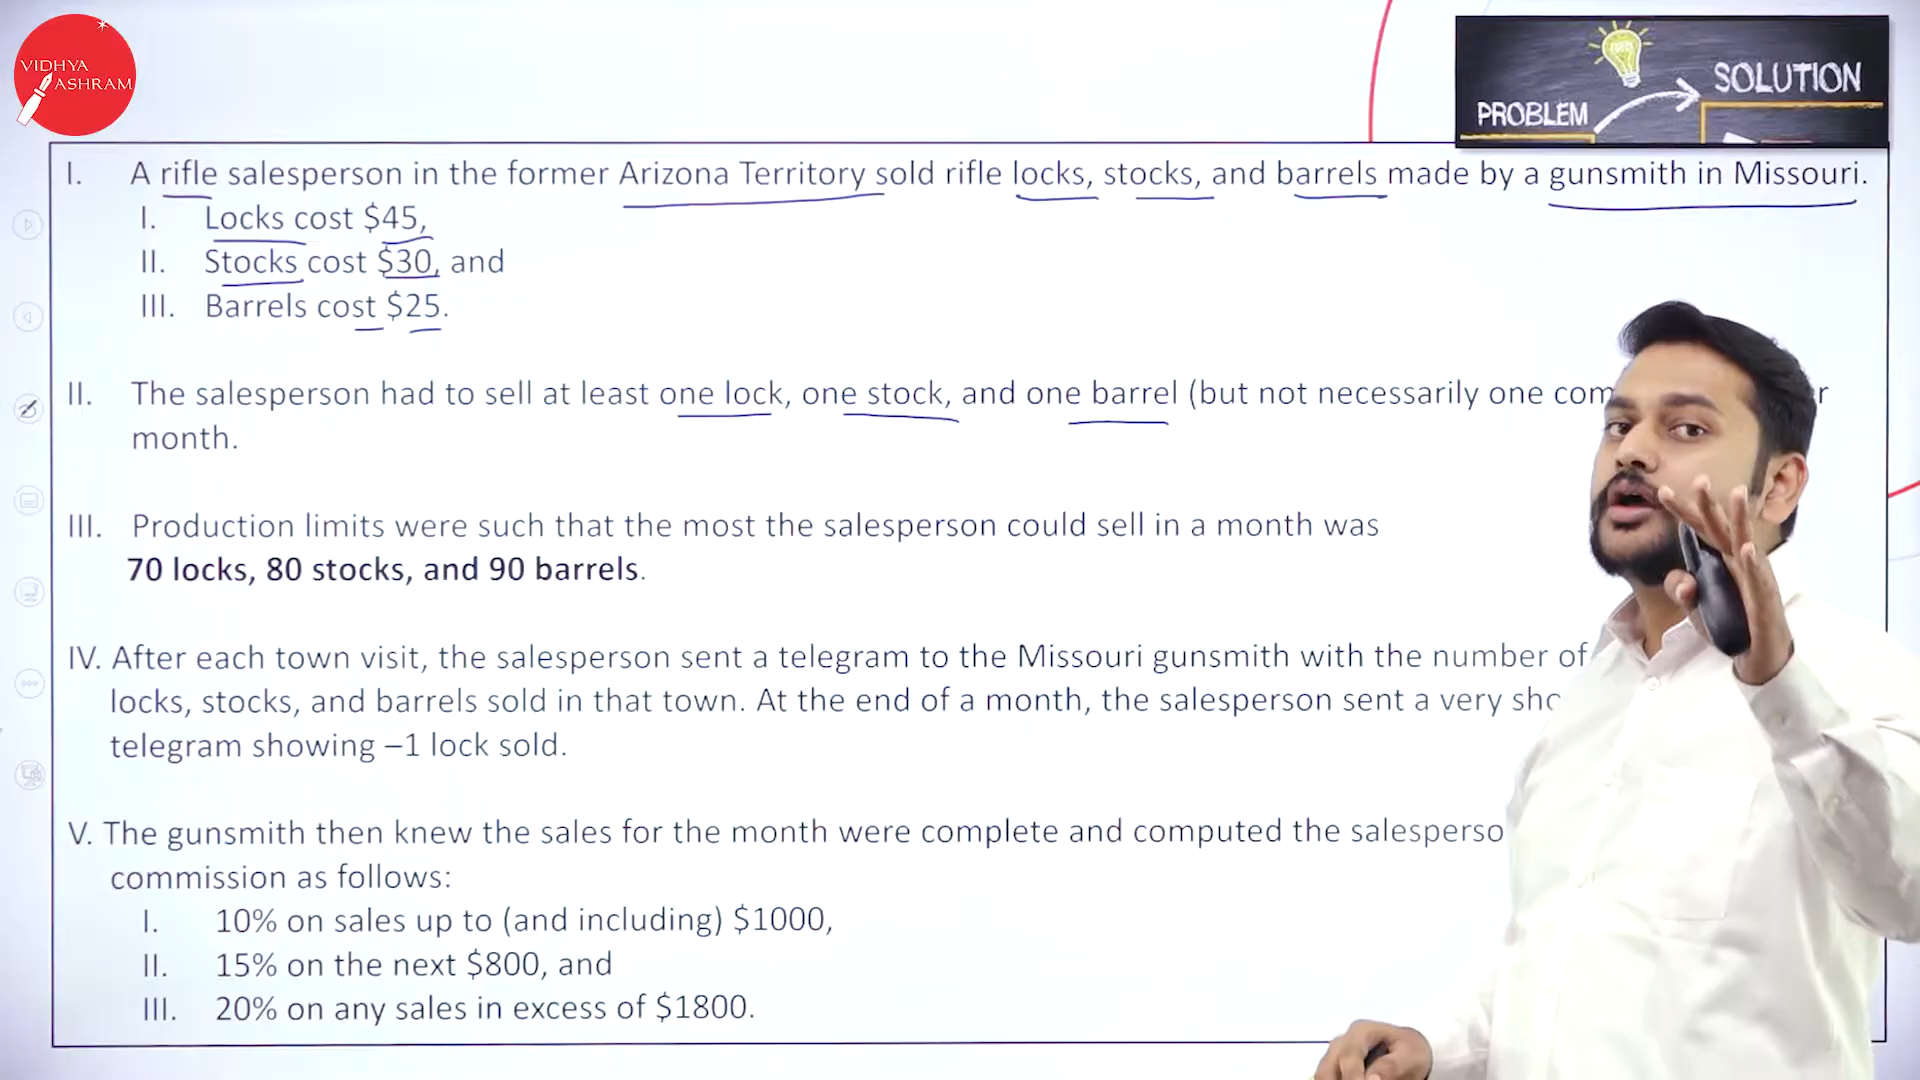 VIDHYA
ASHRAM
PROBLEM
SOLUTION
I. A rifle salesperson in the former Arizona Territory sold rifle locks, stocks, and barrels made by a gunsmith in Missouri.
I. Locks cost $45,
II. Stocks cost $30, and
III. Barrels cost $25.
II. The salesperson had to sell at least one lock, one stock, and one barrel (but not necessarily one
month.
III. Production limits were such that the most the salesperson could sell in a month was
70 locks, 80 stocks, and 90 barrels.
IV. After each town visit, the salesperson sent a telegram to the Missouri gunsmith with the number of
locks, stocks, and barrels sold in that town. At the end of a month, the salesperson sent a very
telegram showing –1 lock sold.
V. The gunsmith then knew the sales for the month were complete and computed the
commission as follows:
I. 10% on sales up to (and including) $1000,
II. 15% on the next $800, and
III. 20% on any sales in excess of $1800.